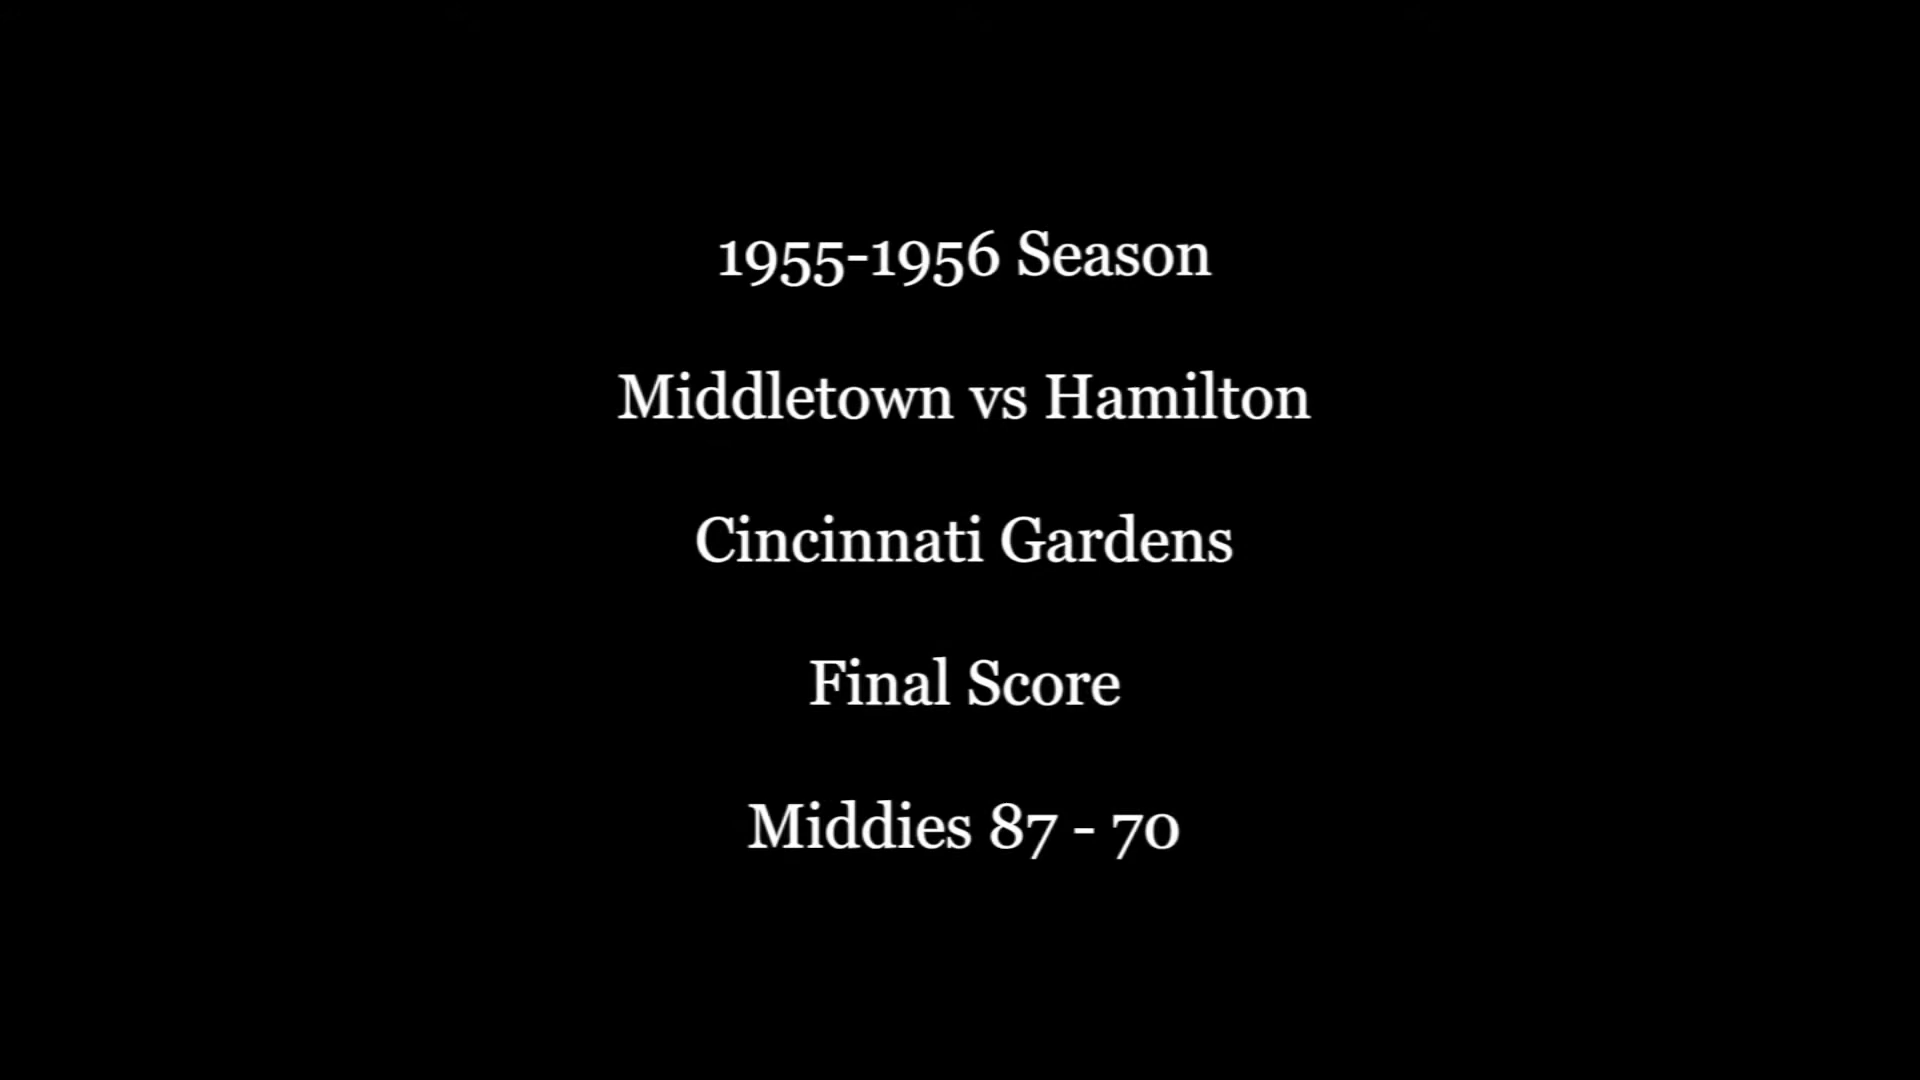 1955-1956 Season
Middletown vs Hamilton
Cincinnati Gardens
Final Score
Middies 87 - 70